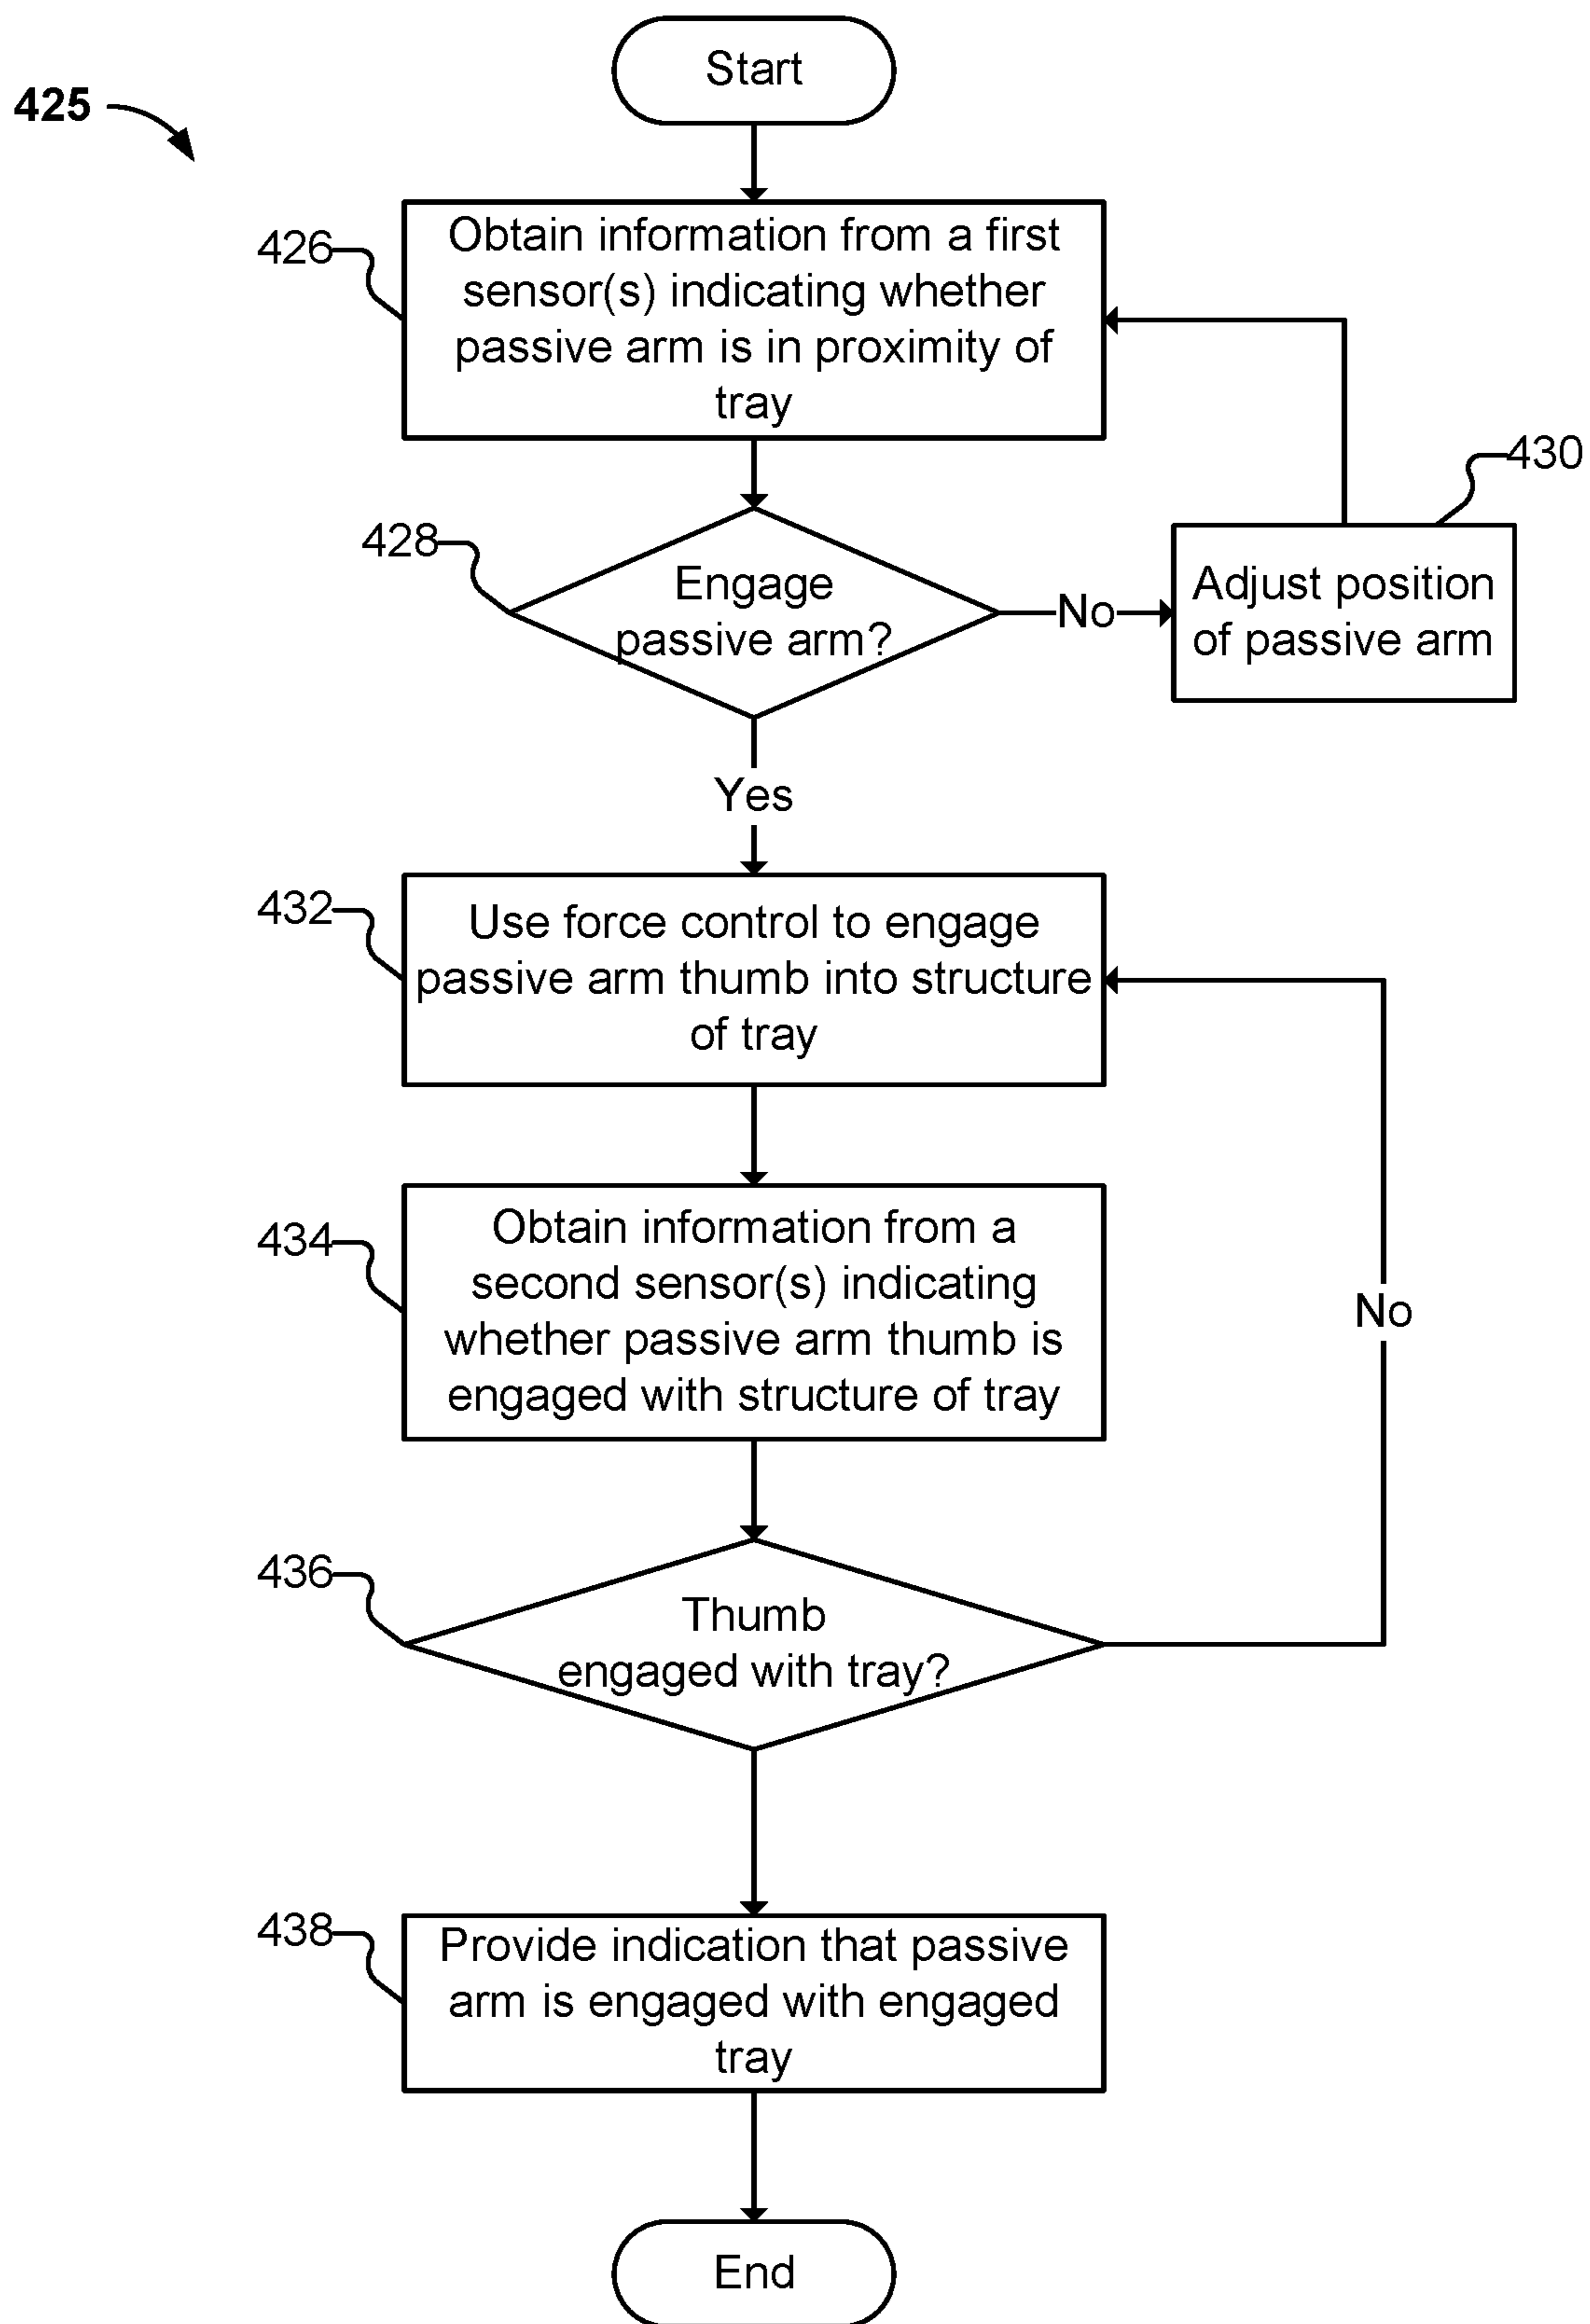 Start
425
426
Obtain information from a first
sensor(s) indicating whether
passive arm is in proximity of
tray
430
428
Engage
passive arm?
No
Adjust position
of passive arm
Yes
432
Use force control to engage
passive arm thumb into structure
of tray
434
Obtain information from a
second sensor(s) indicating
whether passive arm thumb is
engaged with structure of tray
No
436
Thumb
engaged with tray?
438
Provide indication that passive
arm is engaged with engaged
tray
End